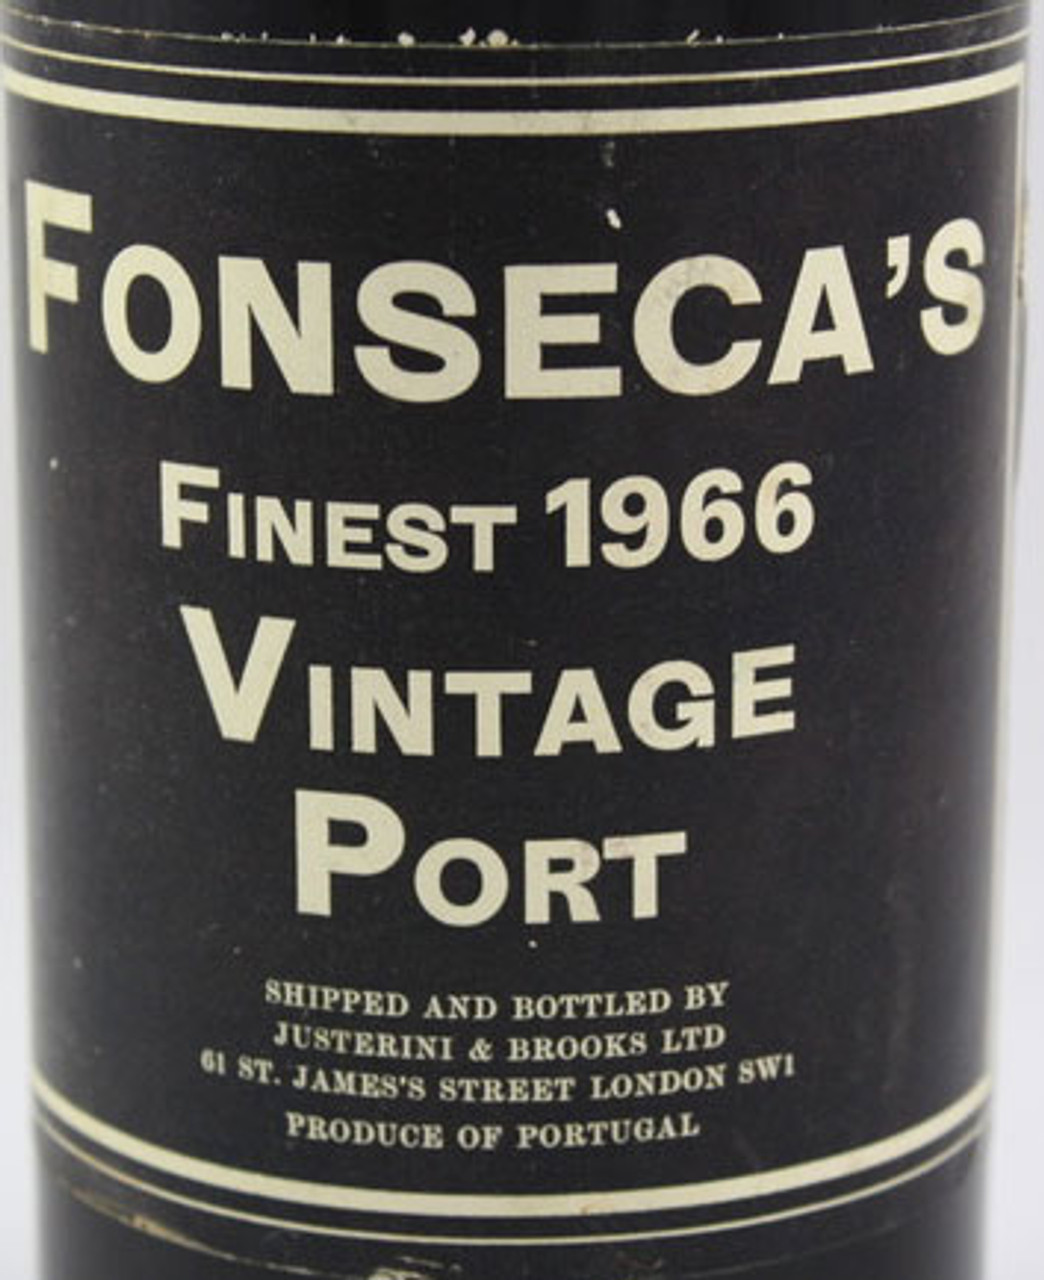 FONSECA'S
FINEST 1966
VINTAGE
PORT
SHIPPED AND BOTTLED BY
JUSTERINI & BROOKS LTD
61 ST. JAMES'S STREET LONDON SW1
PRODUCE OF PORTUGAL